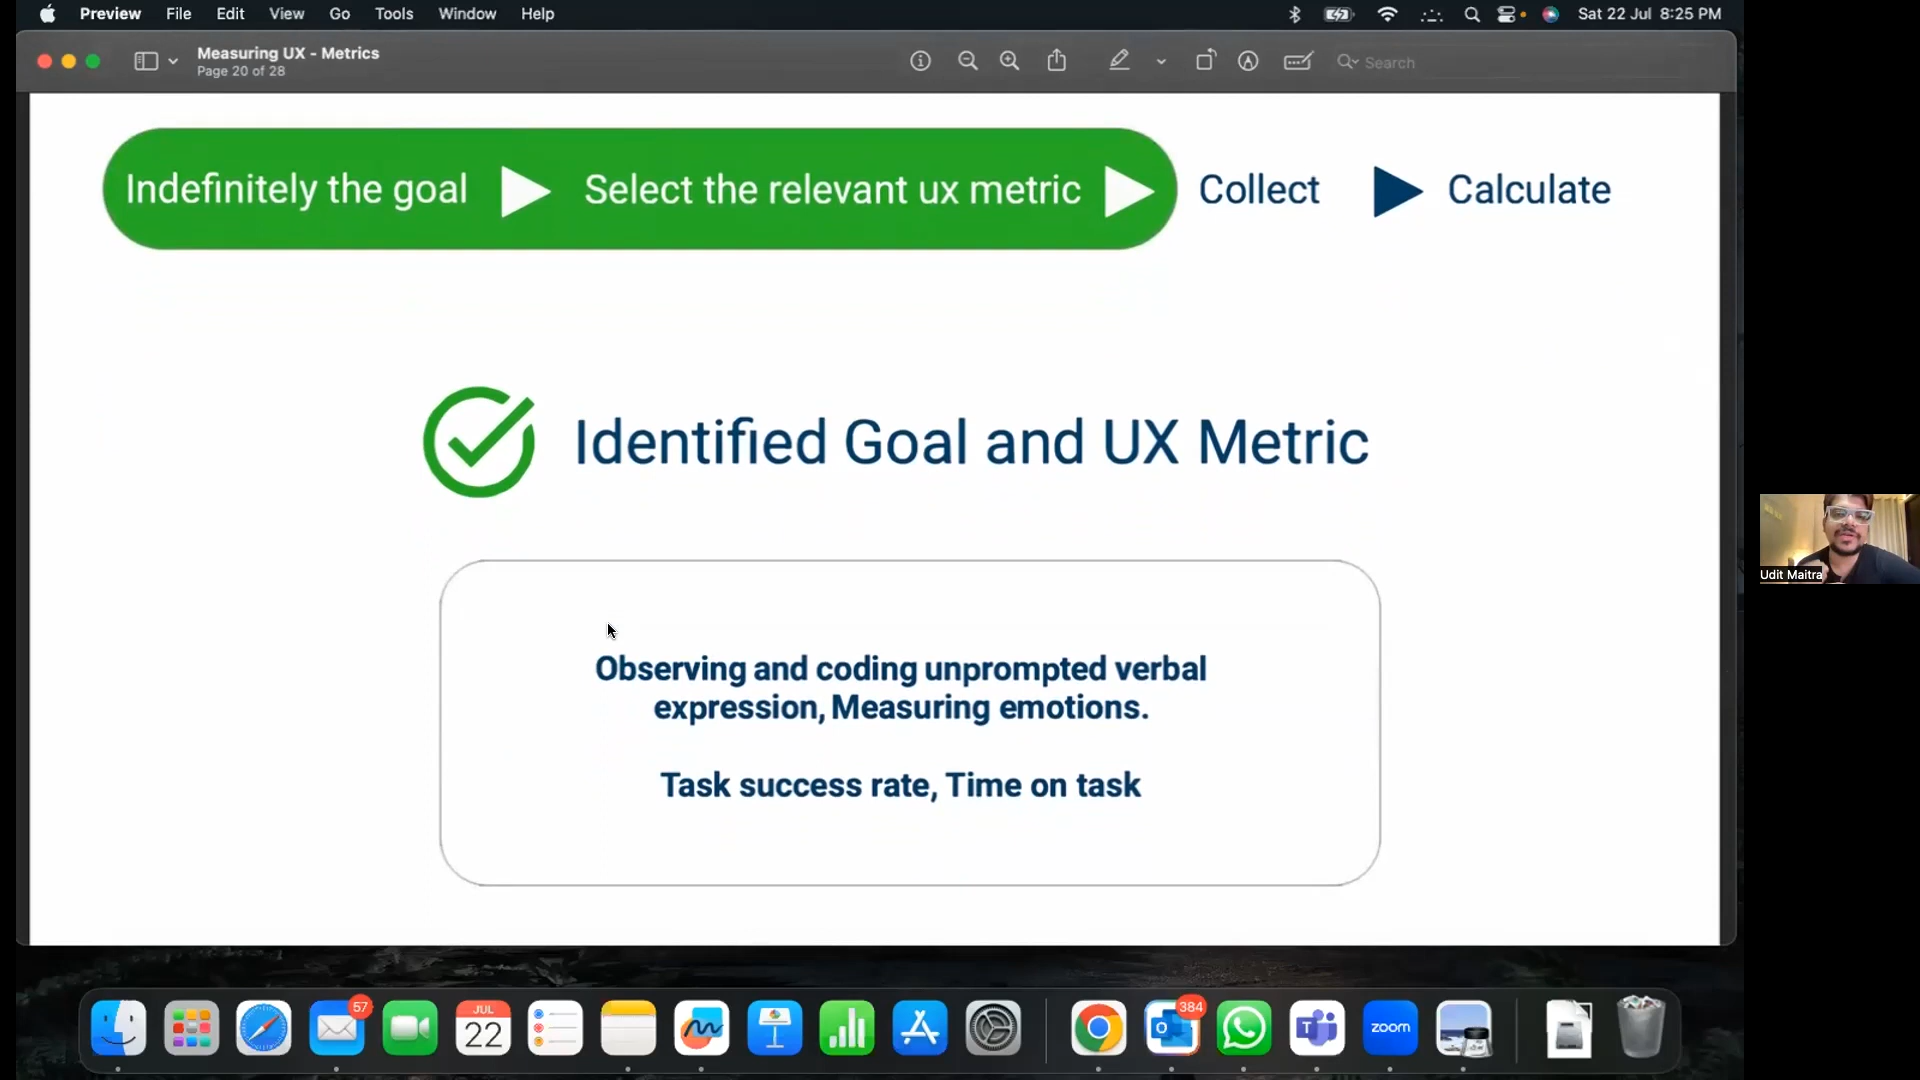 Preview File Edit View Go Tools Window Help Sat 22 Jul 8:25 PM
Measuring UX - Metrics
Page 20 of 28
Search
Indefinitely the goal Select the relevant ux metric Collect Calculate
Identified Goal and UX Metric
Observing and coding unprompted verbal
expression, Measuring emotions.
Task success rate, Time on task
Udit Maitra
57
JUL
22
384
zoom